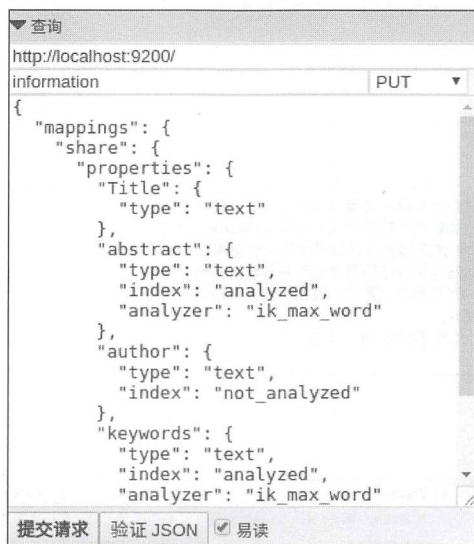 查询
http://localhost:9200/
information PUT
{
"mappings": {
"share": {
"properties": {
"Title": {
"type": "text"
},
"abstract": {
"type": "text",
"index": "analyzed",
"analyzer": "ik_max_word"
},
"author": {
"type": "text",
"index": "not_analyzed"
},
"keywords": {
"type": "text",
"index": "analyzed",
"analyzer": "ik_max_word"
提交请求 验证 JSON 易读